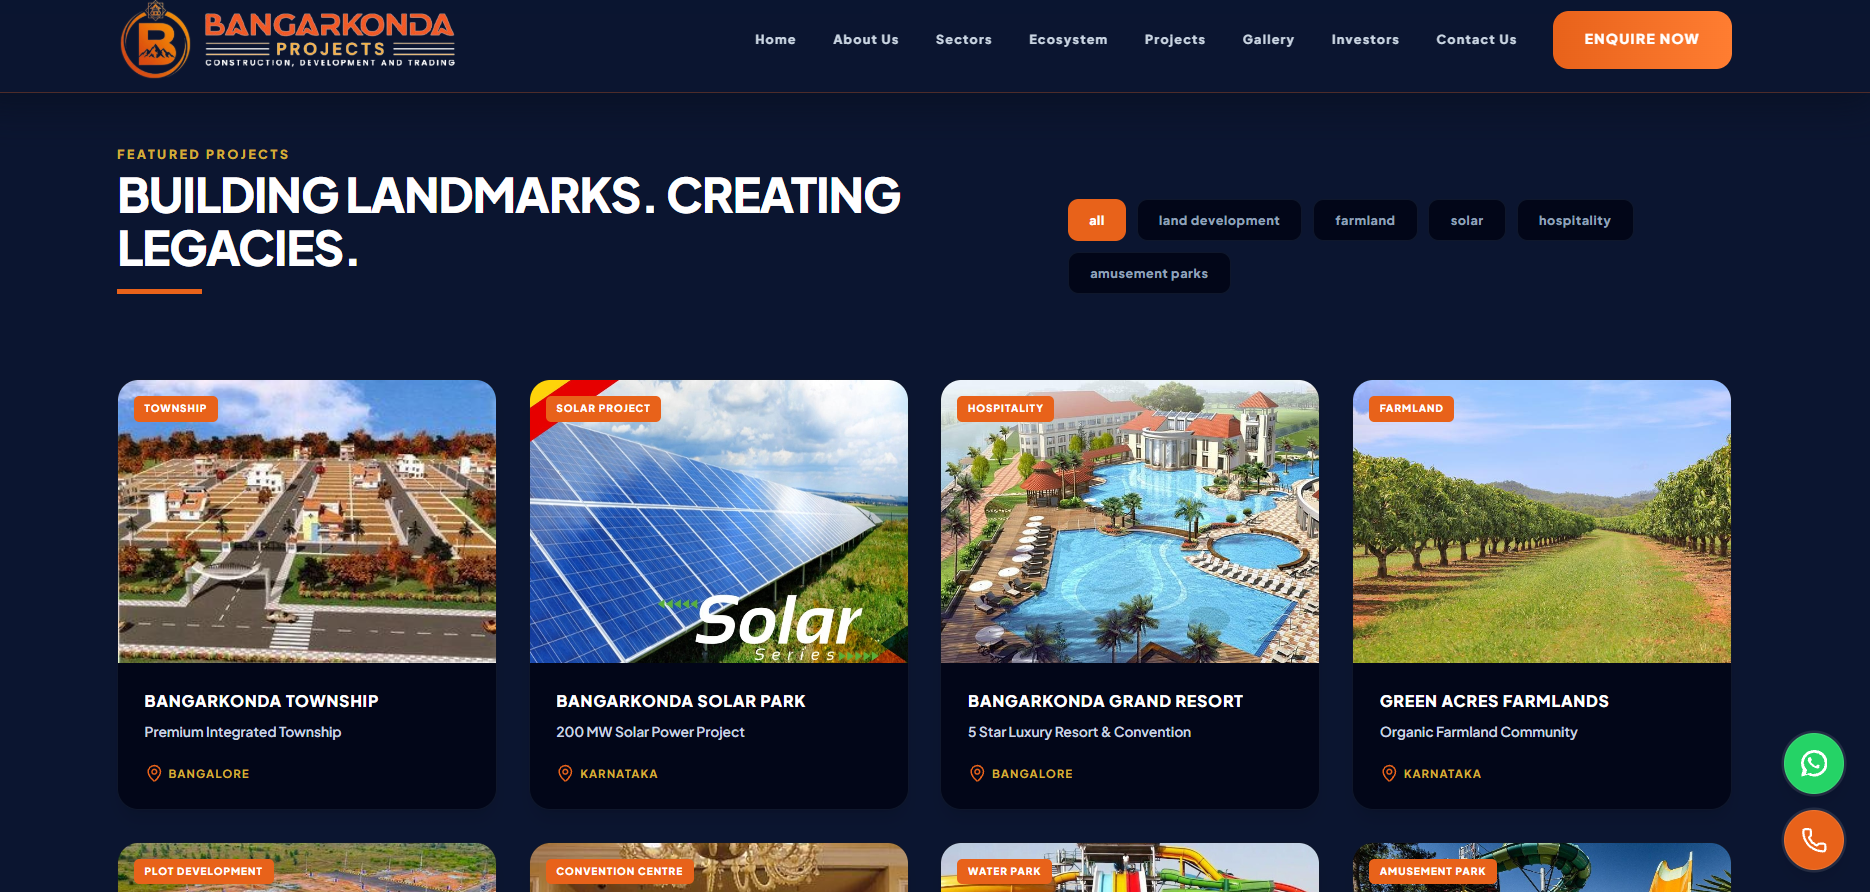 BANGARKONDA
PROJECTS
CONSTRUCTION, DEVELOPMENT AND TRADING
Home About Us Sectors Ecosystem Projects Gallery Investors Contact Us ENQUIRE NOW
FEATURED PROJECTS
BUILDING LANDMARKS. CREATING
LEGACIES.
all land development farmland solar hospitality
amusement parks
TOWNSHIP
BANGARKONDA TOWNSHIP
Premium Integrated Township
BANGALORE
SOLAR PROJECT
Solar
Series
BANGARKONDA SOLAR PARK
200 MW Solar Power Project
KARNATAKA
HOSPITALITY
BANGARKONDA GRAND RESORT
5 Star Luxury Resort & Convention
BANGALORE
FARMLAND
GREEN ACRES FARMLANDS
Organic Farmland Community
KARNATAKA
PLOT DEVELOPMENT
CONVENTION CENTRE
WATER PARK
AMUSEMENT PARK